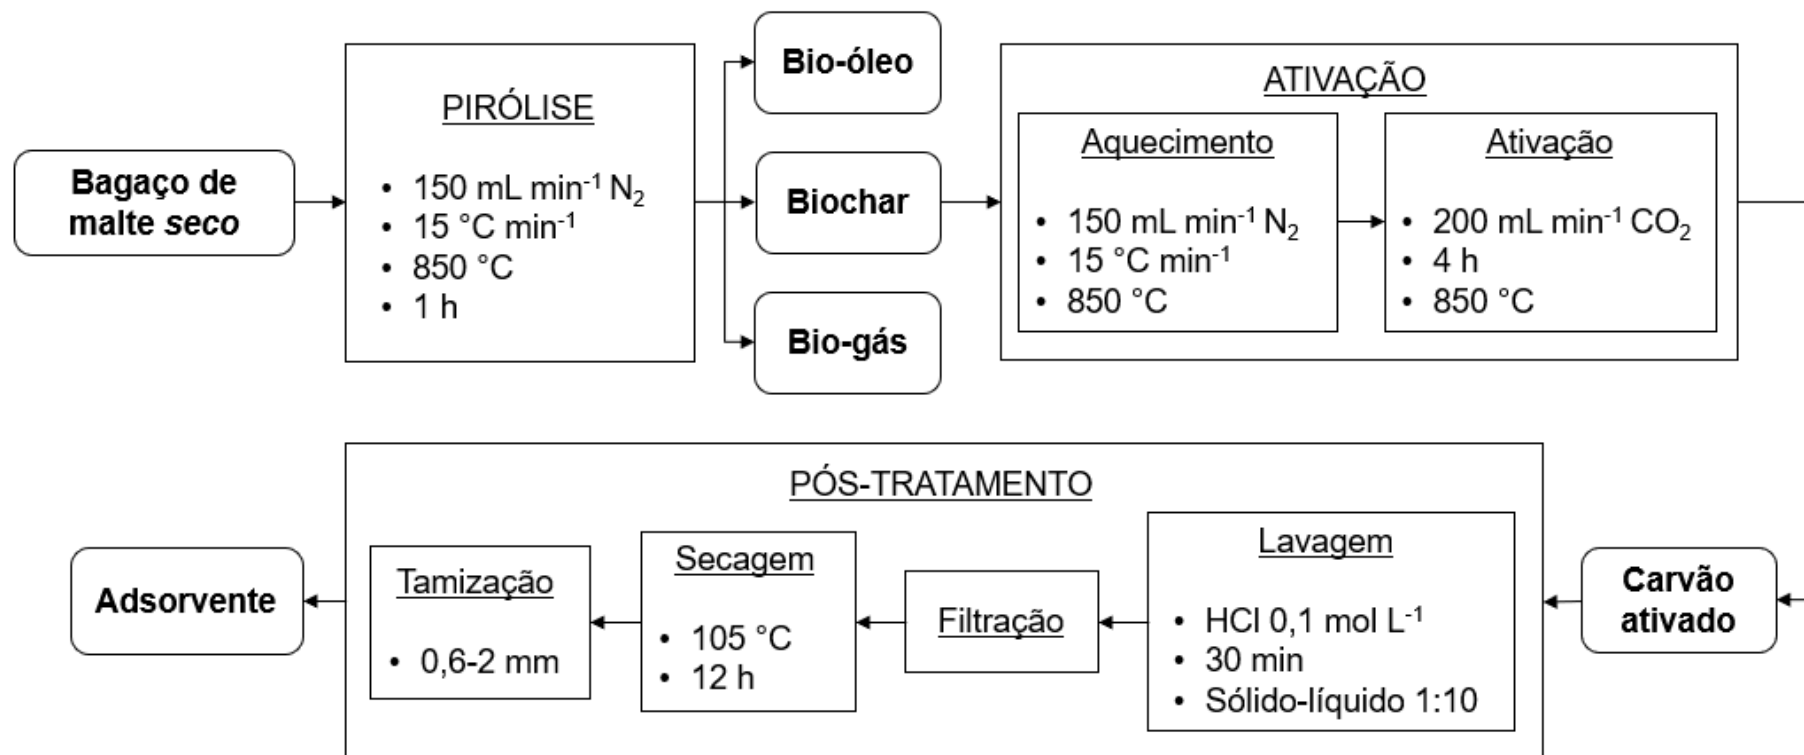 Bagaço de
malte seco
PIRÓLISE
• 150 mL min⁻¹ N₂
• 15 °C min⁻¹
• 850 °C
• 1 h
Bio-óleo
Biochar
Bio-gás
ATIVAÇÃO
Aquecimento
• 150 mL min⁻¹ N₂
• 15 °C min⁻¹
• 850 °C
Ativação
• 200 mL min⁻¹ CO₂
• 4 h
• 850 °C
Carvão
ativado
PÓS-TRATAMENTO
Lavagem
• HCl 0,1 mol L⁻¹
• 30 min
• Sólido-líquido 1:10
Filtração
Secagem
• 105 °C
• 12 h
Tamização
• 0,6-2 mm
Adsorvente